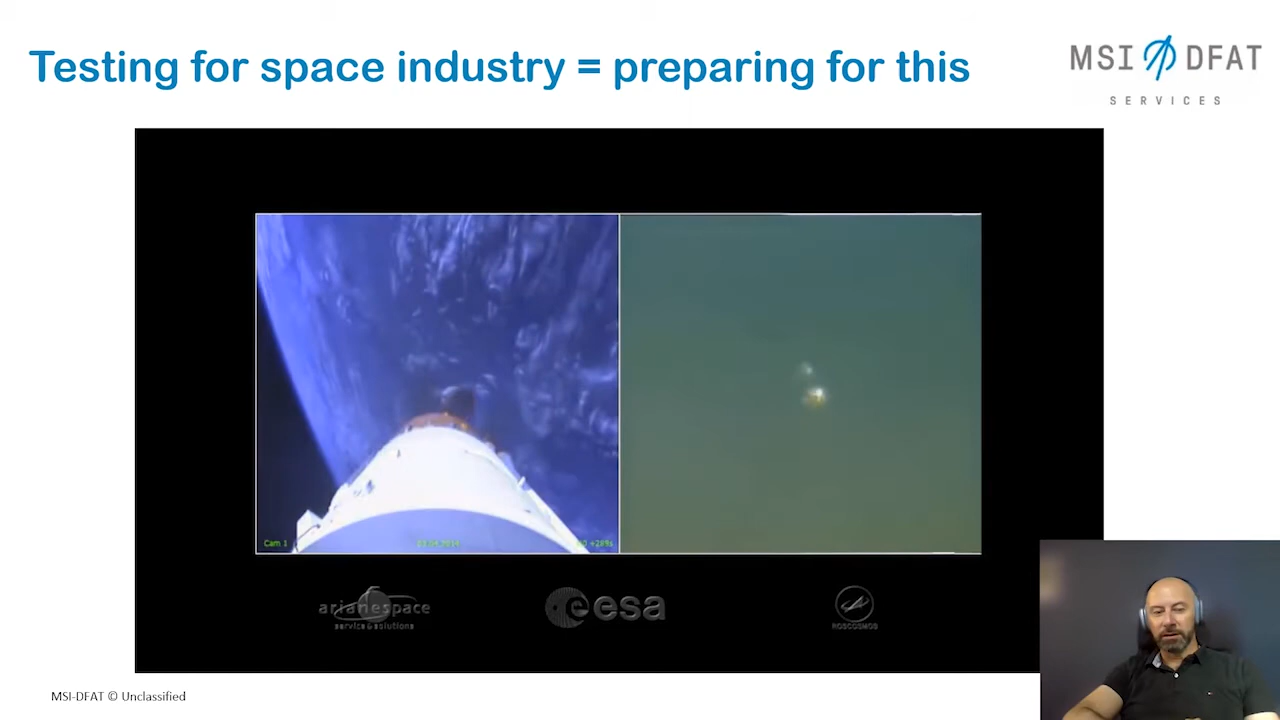 Testing for space industry = preparing for this
MSI DFAT
SERVICES
Cam 1
arianespace
service & solutions
esa
ROSCOSMOS
MSI-DFAT © Unclassified